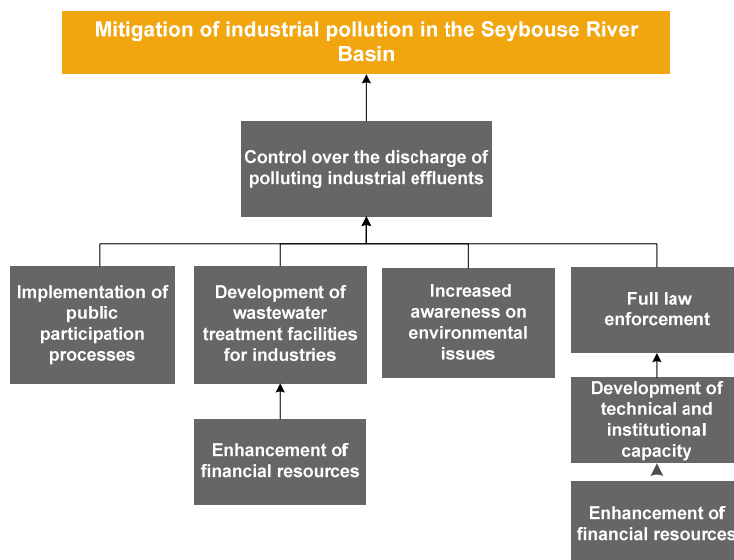 Mitigation of industrial pollution in the Seybouse River
Basin
Control over the discharge of
polluting industrial effluents
Implementation of
public
participation
processes
Development of
wastewater
treatment facilities
for industries
Increased
awareness on
environmental
issues
Full law
enforcement
Enhancement of
financial resources
Development of
technical and
institutional
capacity
Enhancement of
financial resources